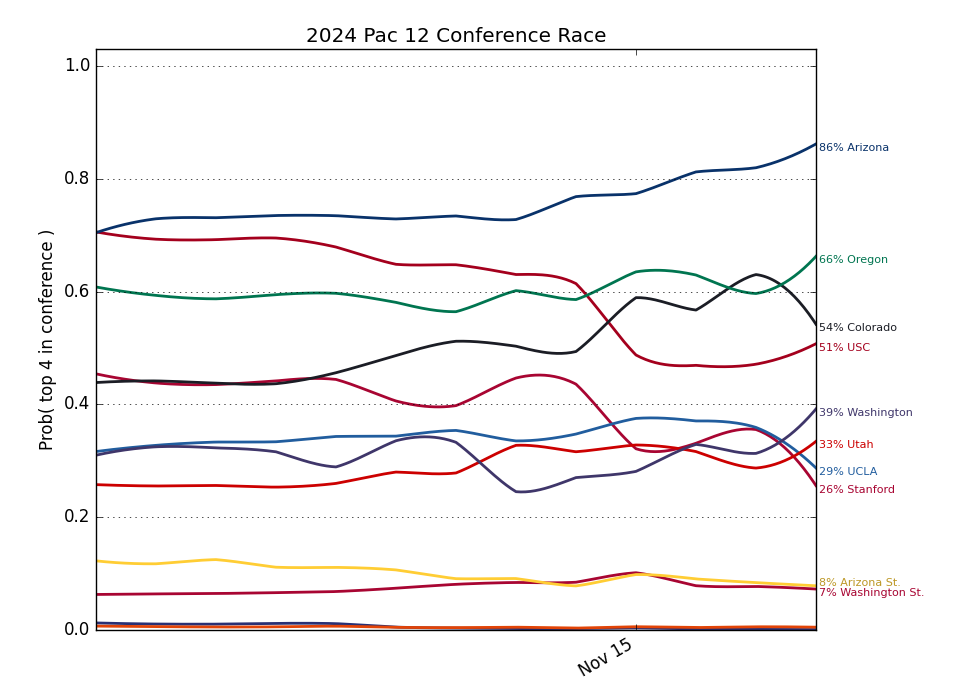 2024 Pac 12 Conference Race
Prob( top 4 in conference )
1.0
0.8
0.6
0.4
0.2
0.0
86% Arizona
66% Oregon
54% Colorado
51% USC
39% Washington
33% Utah
29% UCLA
26% Stanford
8% Arizona St.
7% Washington St.
Nov 15